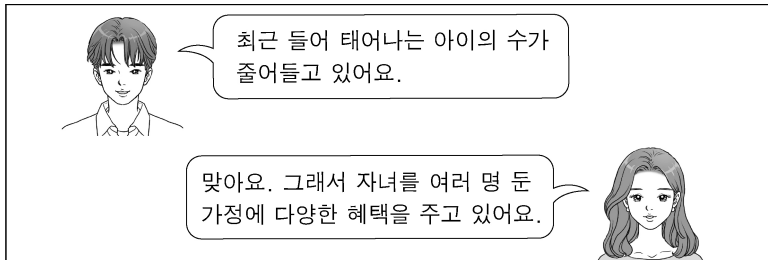 최근 들어 태어나는 아이의 수가
줄어들고 있어요.
맞아요. 그래서 자녀를 여러 명 둔
가정에 다양한 혜택을 주고 있어요.